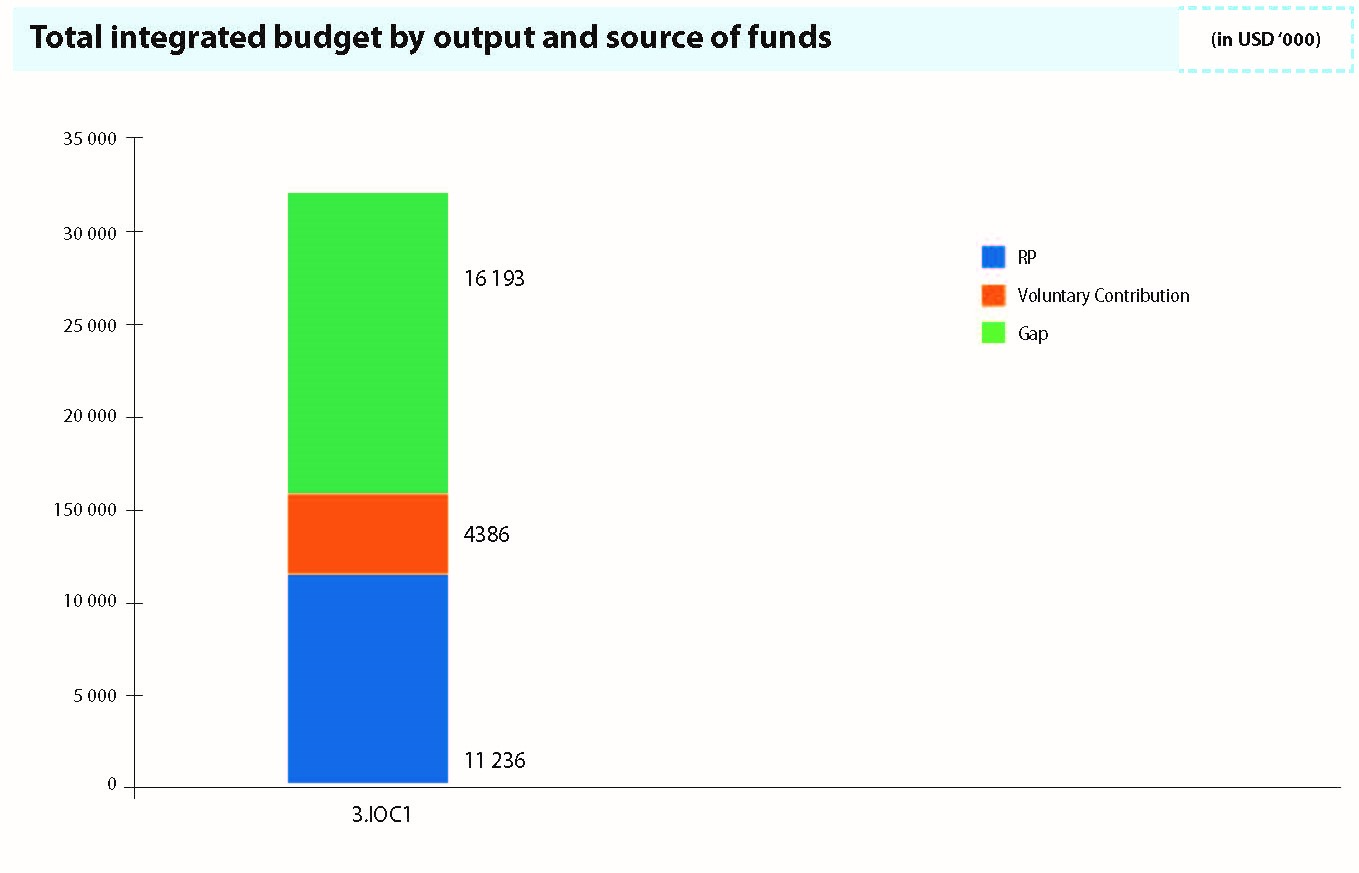 Total integrated budget by output and source of funds
(in USD ‘000)
35 000
30 000
25 000
20 000
150 000
10 000
5 000
0
16 193
4386
11 236
3.IOC1
RP
Voluntary Contribution
Gap